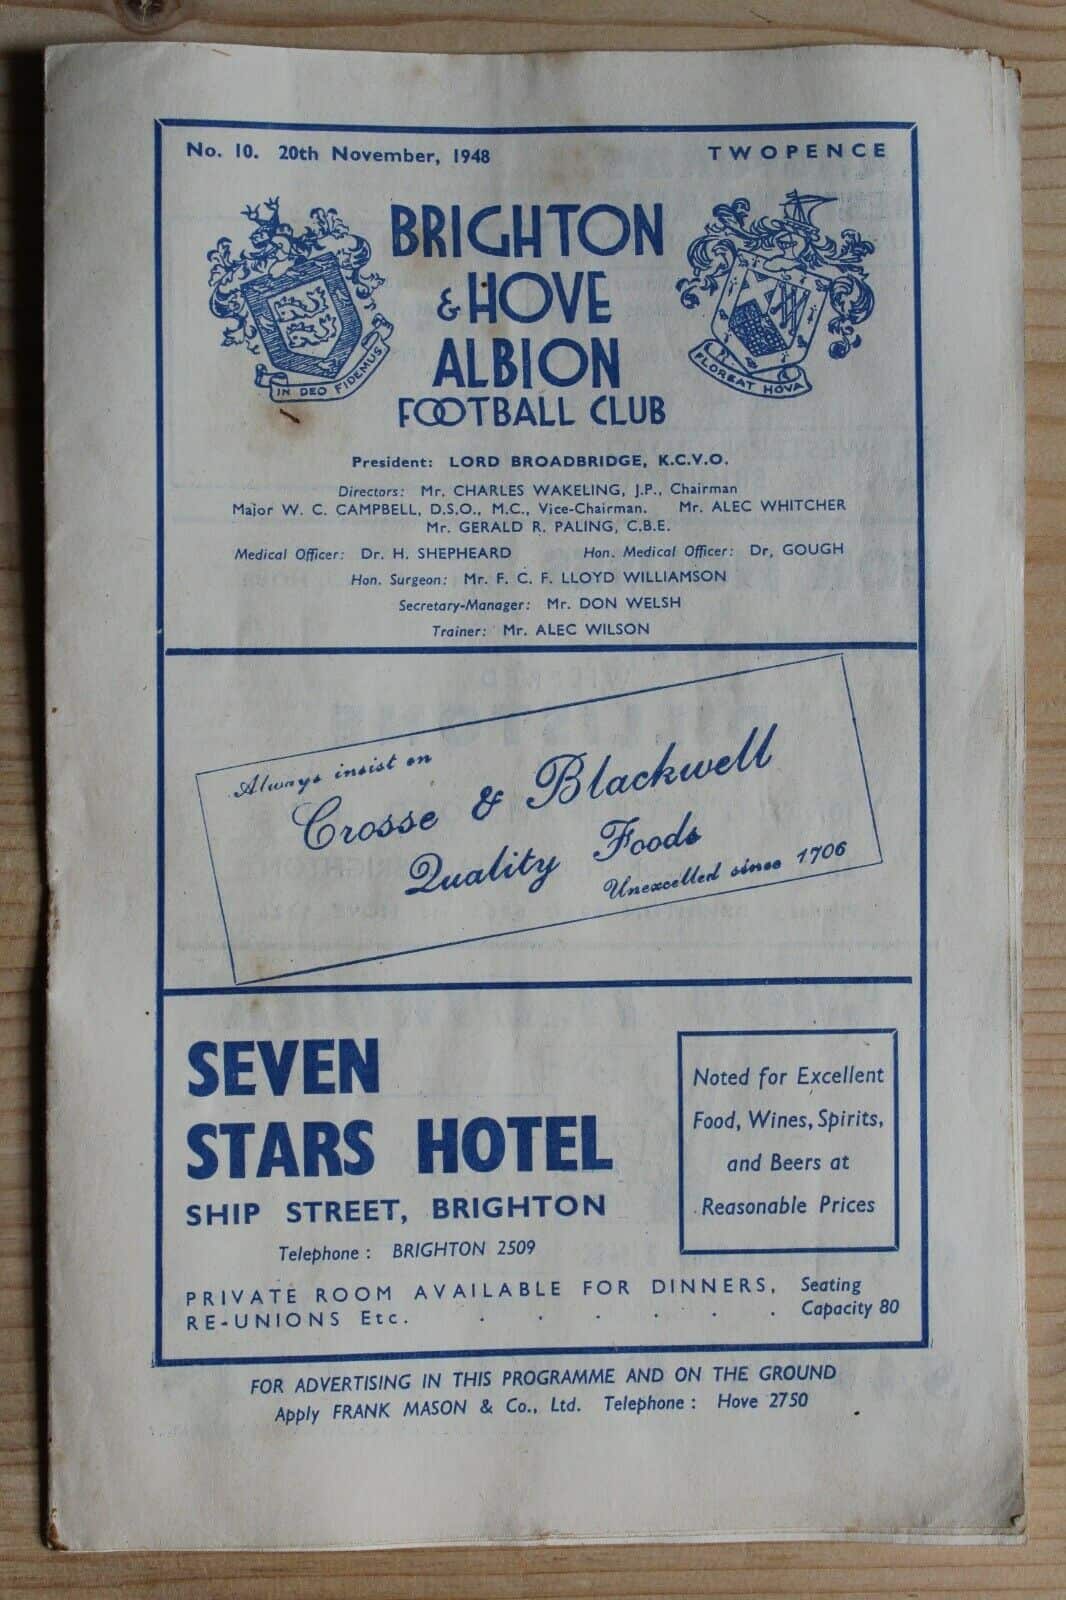 No. 10. 20th November, 1948 TWOPENCE
BRIGHTON
& HOVE
ALBION
FOOTBALL CLUB
IN DEO FIDEMUS
FLOREAT HOVA
President: LORD BROADBRIDGE, K.C.V.O.
Directors: Mr. CHARLES WAKELING, J.P., Chairman
Major W. C. CAMPBELL, D.S.O., M.C., Vice-Chairman. Mr. ALEC WHITCHER
Mr. GERALD R. PALING, C.B.E.
Medical Officer: Dr. H. SHEPHEARD Hon. Medical Officer: Dr, GOUGH
Hon. Surgeon: Mr. F. C. F. LLOYD WILLIAMSON
Secretary-Manager: Mr. DON WELSH
Trainer: Mr. ALEC WILSON
Always insist on
Crosse & Blackwell
Quality Foods
Unexcelled since 1706
SEVEN
STARS HOTEL
SHIP STREET, BRIGHTON
Telephone: BRIGHTON 2509
Noted for Excellent
Food, Wines, Spirits,
and Beers at
Reasonable Prices
PRIVATE ROOM AVAILABLE FOR DINNERS, Seating
RE-UNIONS Etc. . . . . . . Capacity 80
FOR ADVERTISING IN THIS PROGRAMME AND ON THE GROUND
Apply FRANK MASON & Co., Ltd. Telephone: Hove 2750